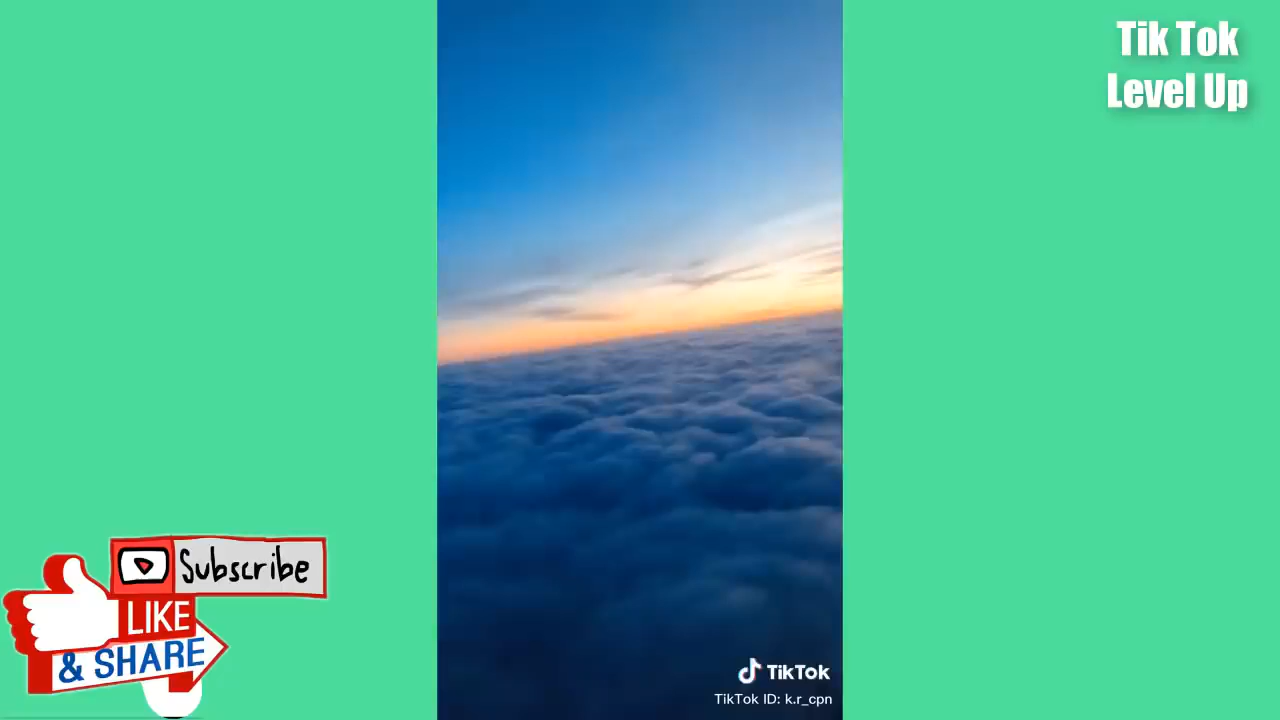 Tik Tok
Level Up
Subscribe
LIKE
& SHARE
TikTok
TikTok ID: k.r_cpn